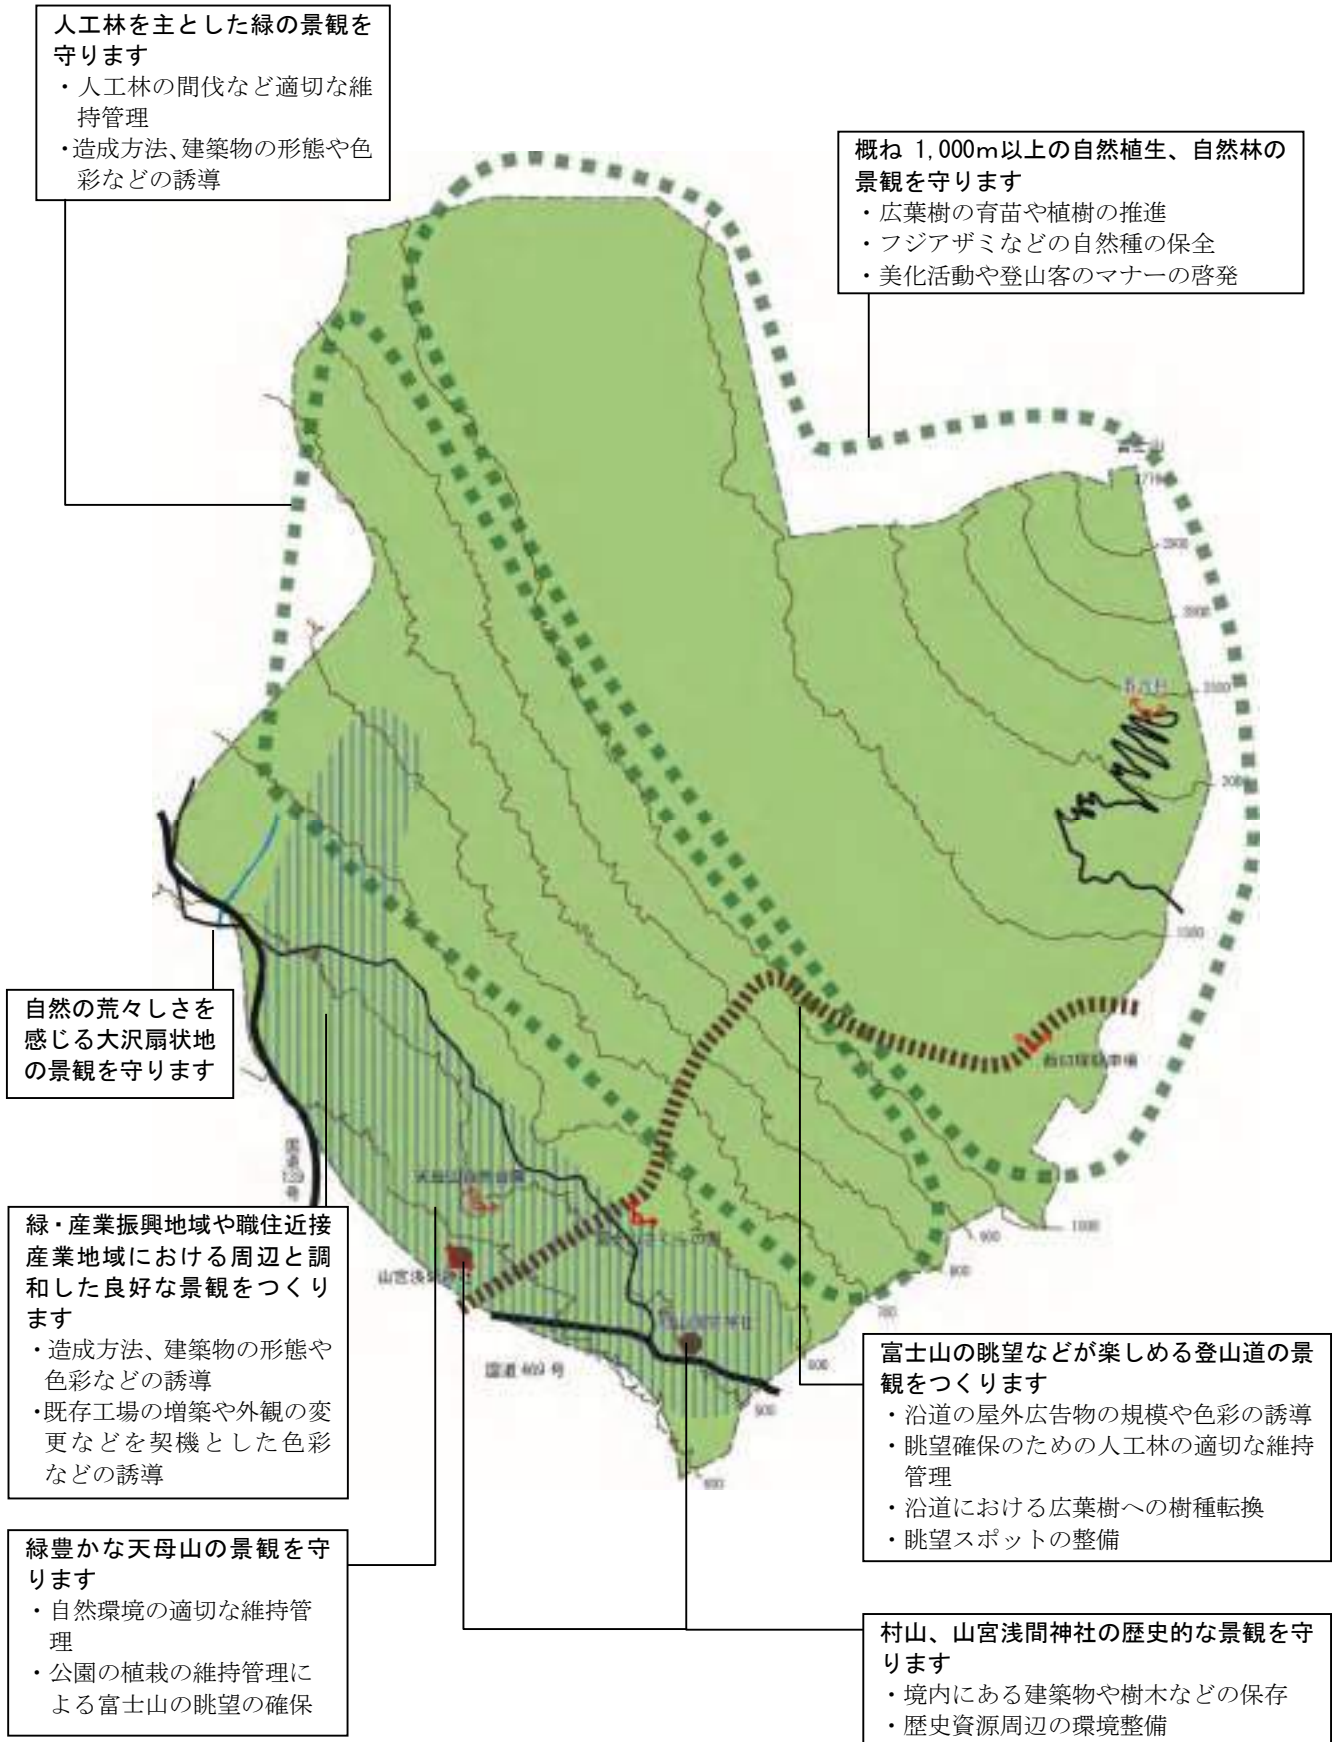 人工林を主とした緑の景観を
守ります
・人工林の間伐など適切な維
持管理
・造成方法、建築物の形態や色
彩などの誘導
概ね 1,000ｍ以上の自然植生、自然林の
景観を守ります
・広葉樹の育苗や植樹の推進
・フジアザミなどの自然種の保全
・美化活動や登山客のマナーの啓発
富士山
自然の荒々しさを
感じる大沢扇状地
の景観を守ります
国道
139
号
緑・産業振興地域や職住近接
産業地域における周辺と調
和した良好な景観をつくり
ます
・造成方法、建築物の形態や
色彩などの誘導
・既存工場の増築や外観の変
更などを契機とした色彩
などの誘導
国道 469 号
1000
900
800
700
600
500
緑豊かな天母山の景観を守
ります
・自然環境の適切な維持管
理
・公園の植栽の維持管理に
よる富士山の眺望の確保
富士山の眺望などが楽しめる登山道の景
観をつくります
・沿道の屋外広告物の規模や色彩の誘導
・眺望確保のための人工林の適切な維持
管理
・沿道における広葉樹への樹種転換
・眺望スポットの整備
村山、山宮浅間神社の歴史的な景観を守
ります
・境内にある建築物や樹木などの保存
・歴史資源周辺の環境整備